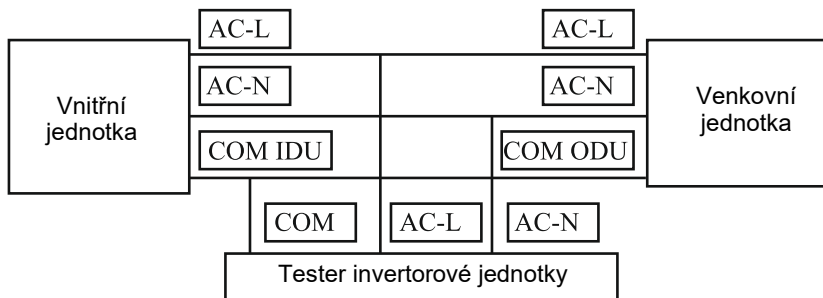 AC-L
AC-L
Vnitřní
jednotka
AC-N
AC-N
Venkovní
jednotka
COM IDU
COM ODU
COM
AC-L
AC-N
Tester invertorové jednotky